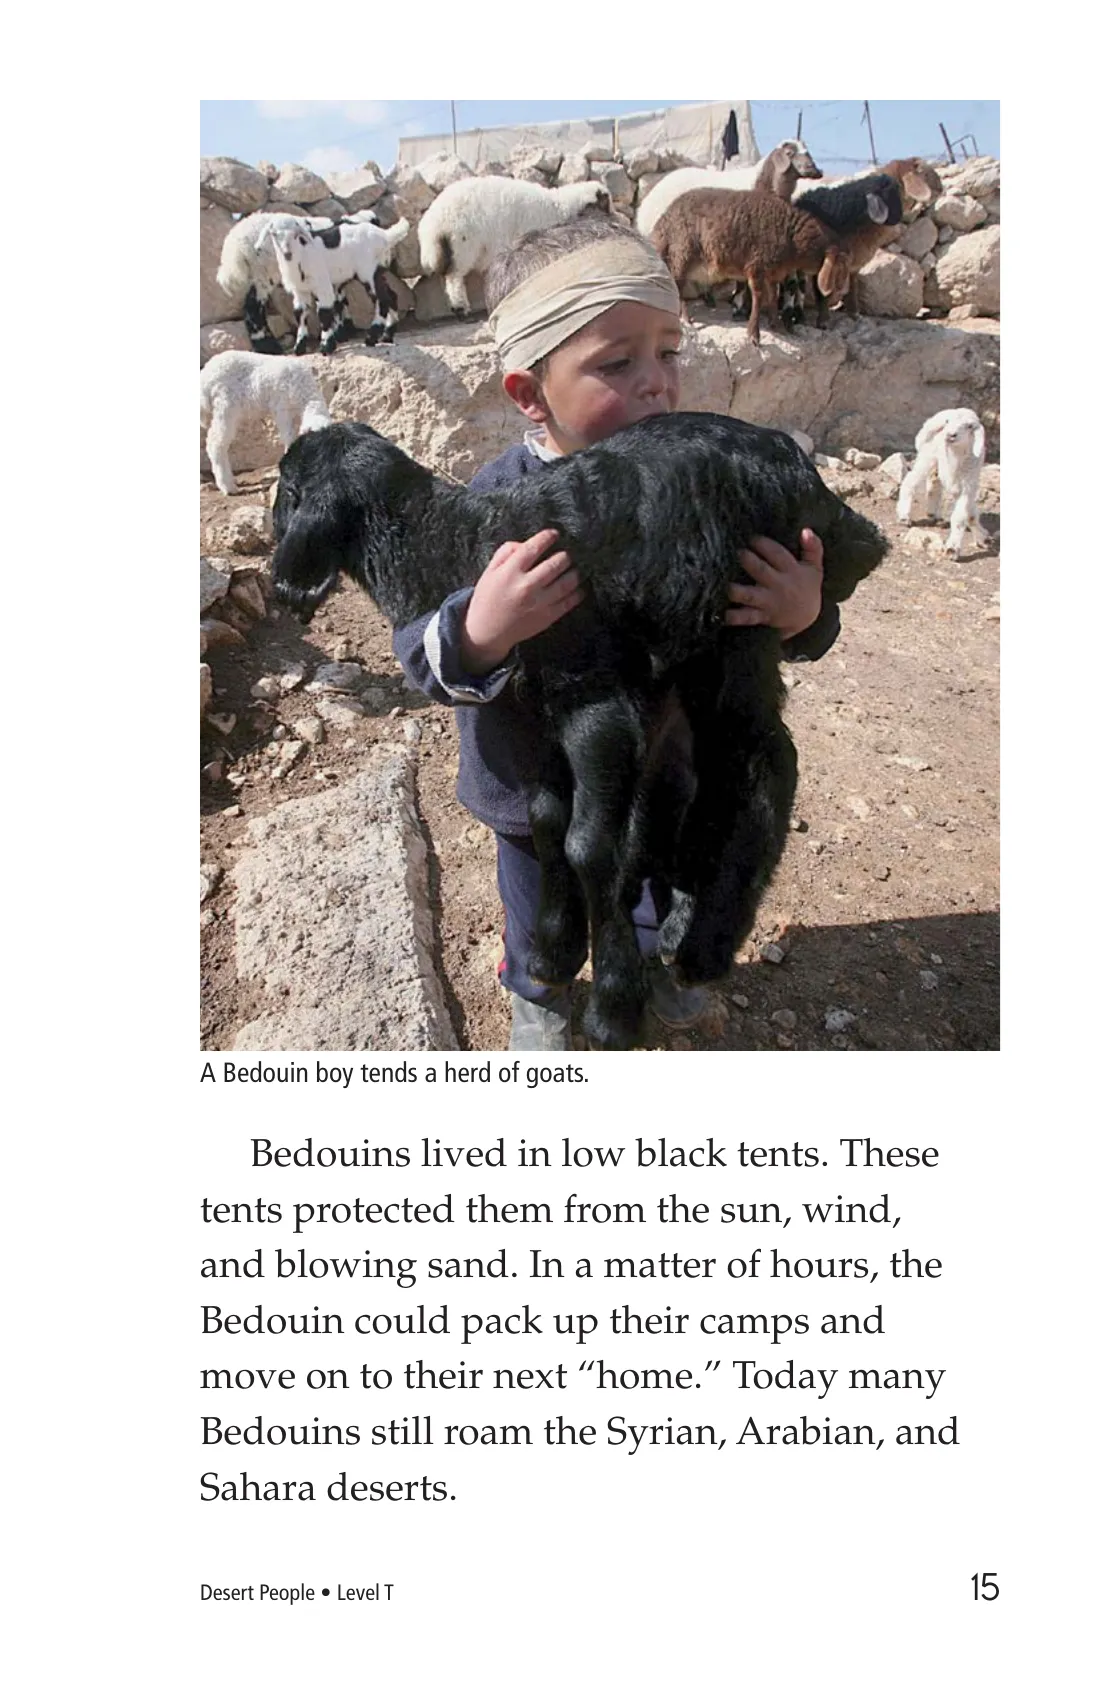 A Bedouin boy tends a herd of goats.
Bedouins lived in low black tents. These
tents protected them from the sun, wind,
and blowing sand. In a matter of hours, the
Bedouin could pack up their camps and
move on to their next “home.” Today many
Bedouins still roam the Syrian, Arabian, and
Sahara deserts.
Desert People • Level T
15